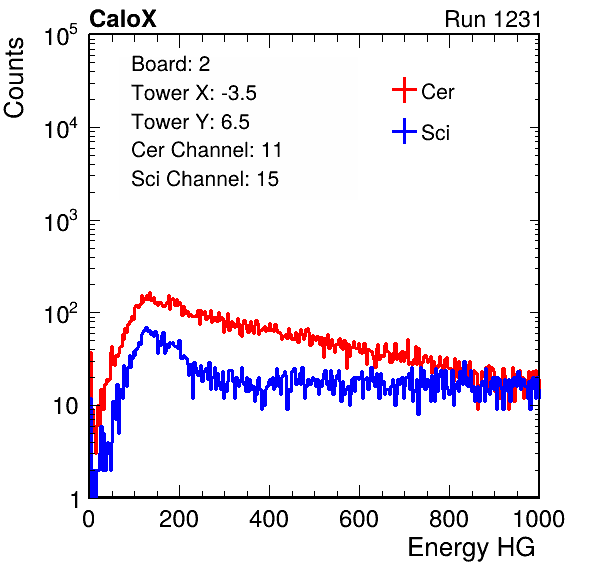 CaloX Run 1231
Counts
Board: 2
Tower X: -3.5
Tower Y: 6.5
Cer Channel: 11
Sci Channel: 15
Cer
Sci
10^5
10^4
10^3
10^2
10
1
0 200 400 600 800 1000
Energy HG